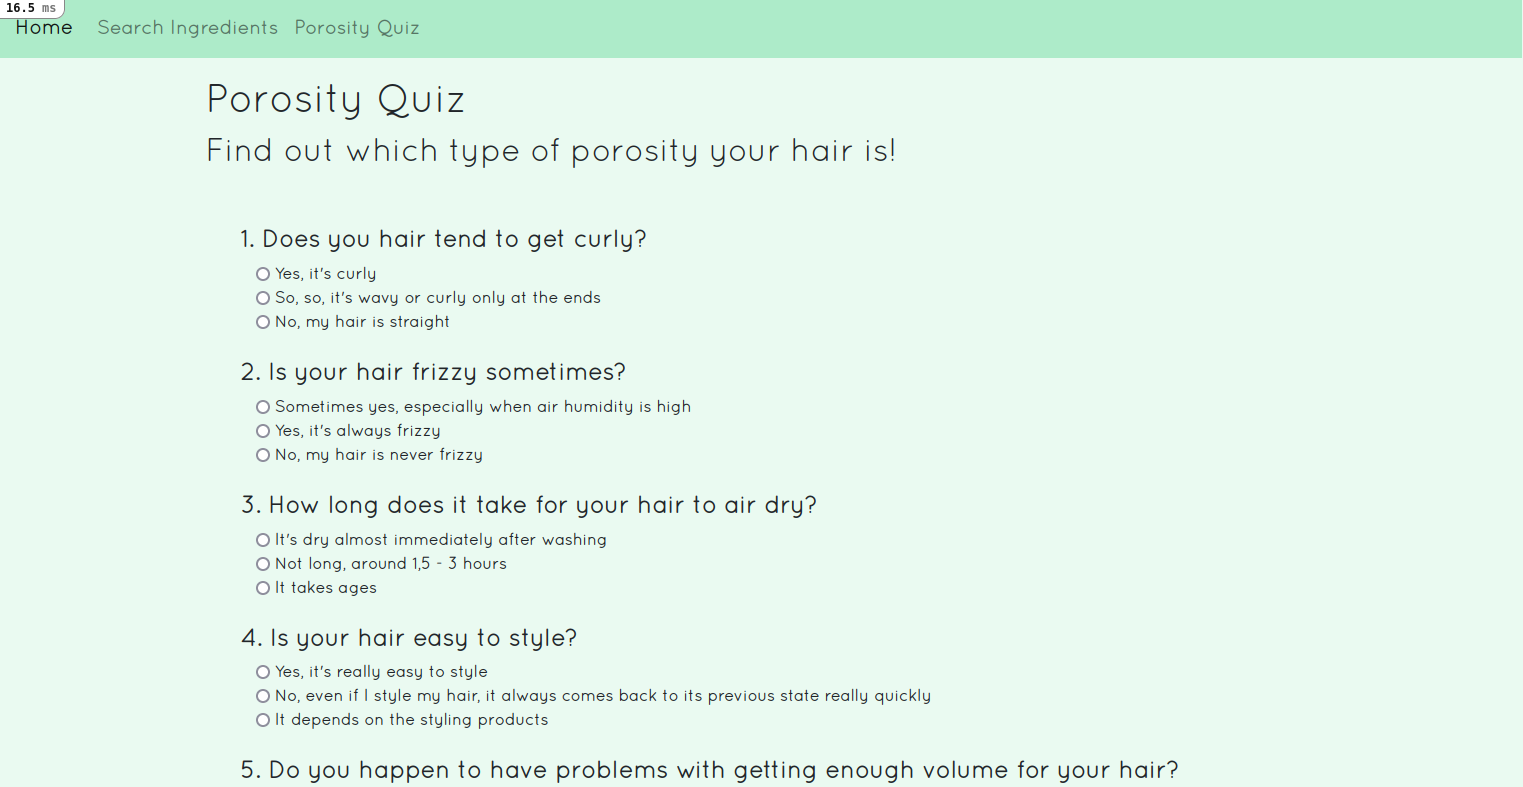 16.5 ms
Home Search Ingredients Porosity Quiz
Porosity Quiz
Find out which type of porosity your hair is!
1. Does you hair tend to get curly?
Yes, it's curly
So, so, it's wavy or curly only at the ends
No, my hair is straight
2. Is your hair frizzy sometimes?
Sometimes yes, especially when air humidity is high
Yes, it's always frizzy
No, my hair is never frizzy
3. How long does it take for your hair to air dry?
It's dry almost immediately after washing
Not long, around 1,5 - 3 hours
It takes ages
4. Is your hair easy to style?
Yes, it's really easy to style
No, even if I style my hair, it always comes back to its previous state really quickly
It depends on the styling products
5. Do you happen to have problems with getting enough volume for your hair?